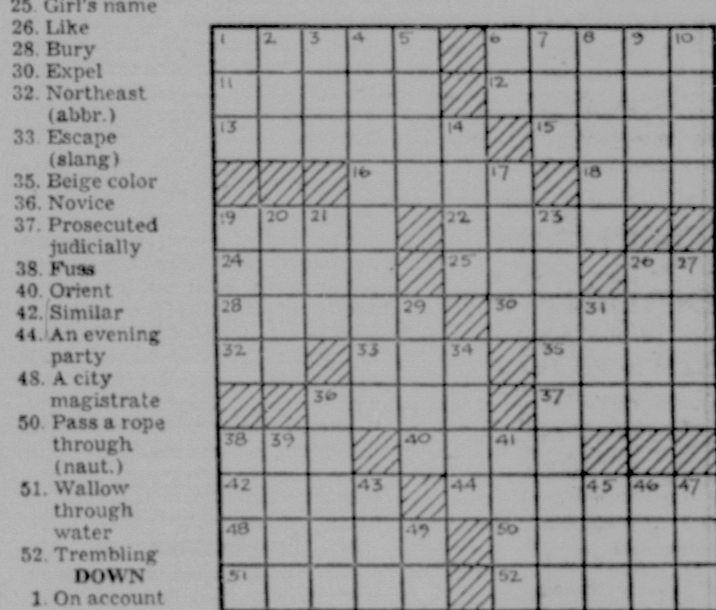 25. Girl's name
26. Like
28. Bury
30. Expel
32. Northeast
(abbr.)
33. Escape
(slang)
35. Beige color
36. Novice
37. Prosecuted
judicially
38. Fuss
40. Orient
42. Similar
44. An evening
party
48. A city
magistrate
50. Pass a rope
through
(naut.)
51. Wallow
through
water
52. Trembling
DOWN
1. On account
1 2 3 4 5 6 7 8 9 10
11 12
13 14 15
16 17 18
19 20 21 22 23
24 25 26 27
28 29 30 31
32 33 34 35
36 37
38 39 40 41
42 43 44 45 46 47
48 49 50
51 52